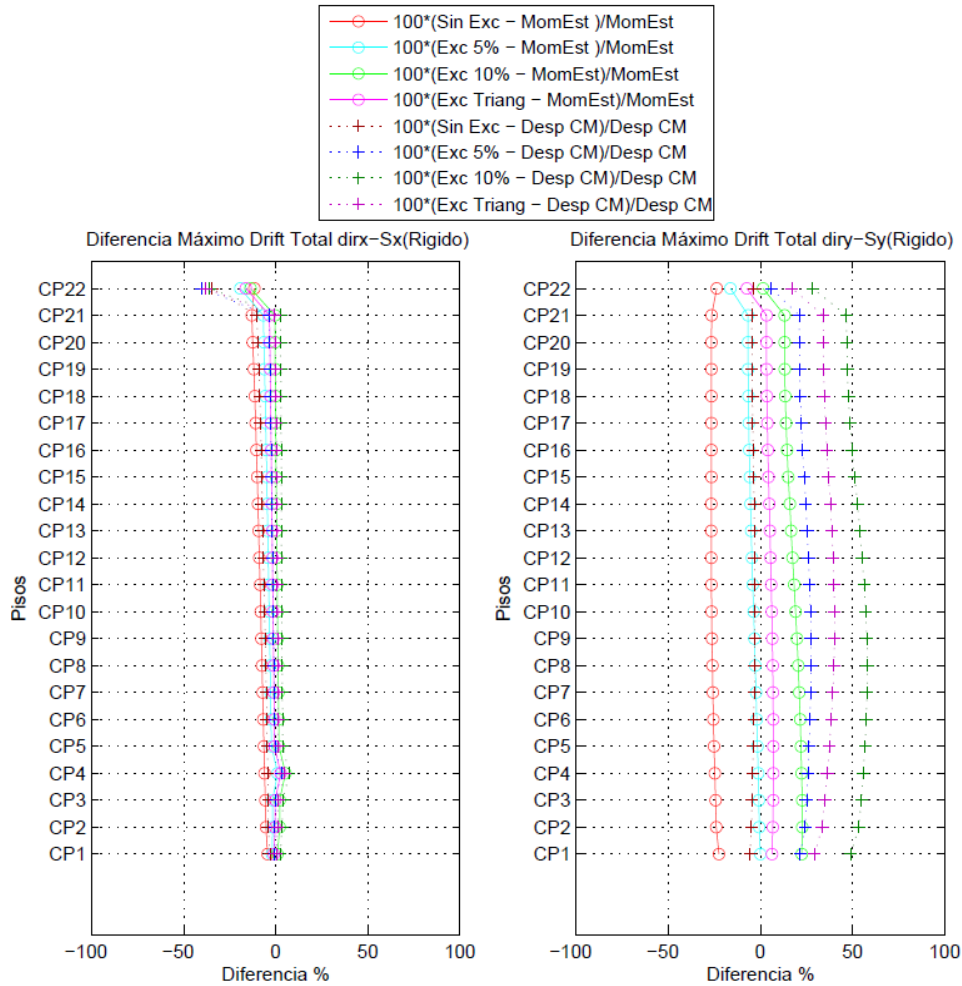 100*(Sin Exc − MomEst )/MomEst
100*(Exc 5% − MomEst )/MomEst
100*(Exc 10% − MomEst)/MomEst
100*(Exc Triang − MomEst)/MomEst
100*(Sin Exc − Desp CM)/Desp CM
100*(Exc 5% − Desp CM)/Desp CM
100*(Exc 10% − Desp CM)/Desp CM
100*(Exc Triang − Desp CM)/Desp CM
Diferencia Máximo Drift Total dirx−Sx(Rigido)
CP22
CP21
CP20
CP19
CP18
CP17
CP16
CP15
CP14
CP13
CP12
CP11
CP10
CP9
CP8
CP7
CP6
CP5
CP4
CP3
CP2
CP1
Pisos
−100 −50 0 50 100
Diferencia %
Diferencia Máximo Drift Total diry−Sy(Rigido)
CP22
CP21
CP20
CP19
CP18
CP17
CP16
CP15
CP14
CP13
CP12
CP11
CP10
CP9
CP8
CP7
CP6
CP5
CP4
CP3
CP2
CP1
Pisos
−100 −50 0 50 100
Diferencia %